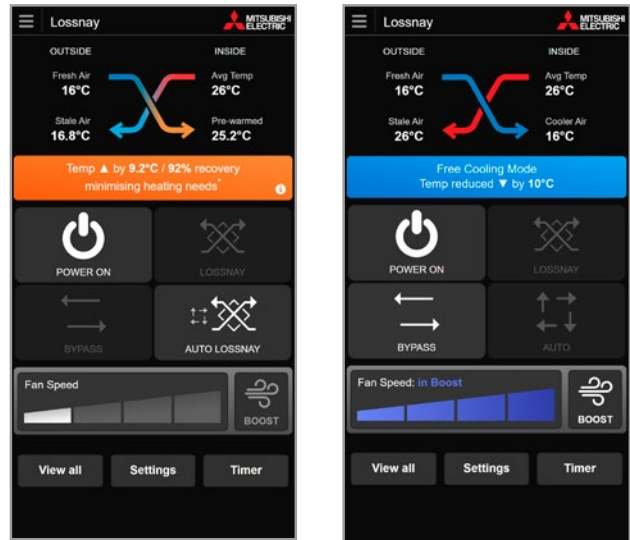 Lossnay
MITSUBISHI
ELECTRIC
OUTSIDE
INSIDE
Fresh Air
16°C
Avg Temp
26°C
Stale Air
16.8°C
Pre-warmed
25.2°C
Temp ▲ by 9.2°C / 92% recovery
minimising heating needs*
POWER ON
LOSSNAY
BYPASS
AUTO LOSSNAY
Fan Speed
BOOST
View all
Settings
Timer
Lossnay
MITSUBISHI
ELECTRIC
OUTSIDE
INSIDE
Fresh Air
16°C
Avg Temp
26°C
Stale Air
26°C
Cooler Air
16°C
Free Cooling Mode
Temp reduced ▼ by 10°C
POWER ON
LOSSNAY
BYPASS
AUTO
Fan Speed: in Boost
BOOST
View all
Settings
Timer